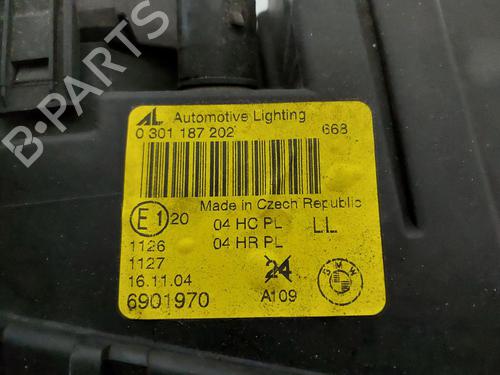 AL Automotive Lighting
0 301 187 202 668
Made in Czech Republic
E1 20 04 HC PL LL
1126 04 HR PL
1127
16.11.04 24
6901970 A109 BMW
B-PARTS